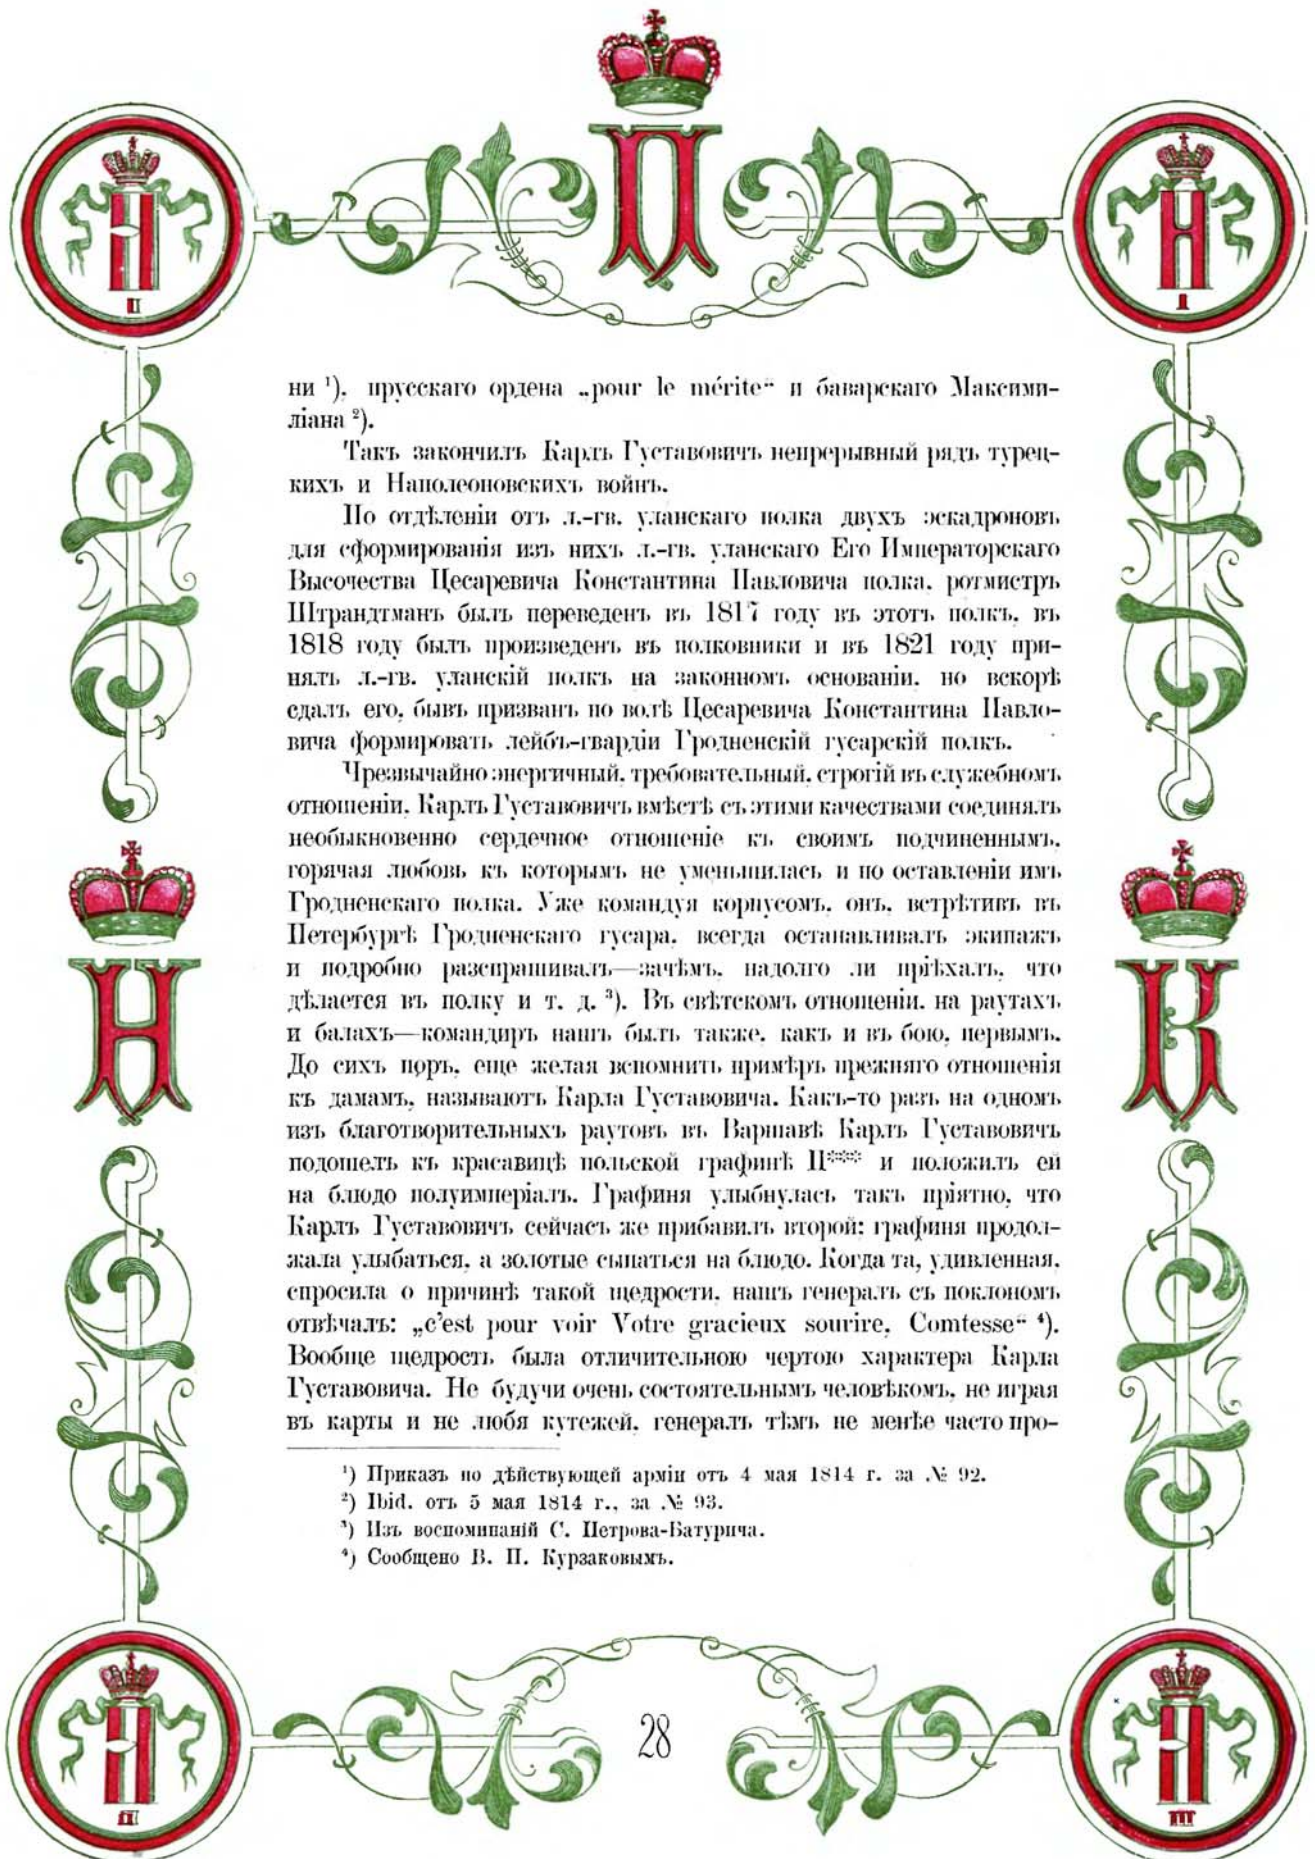 П
II
I
ни ¹), прусскаго ордена „pour le mérite“ и баварскаго Максими-
ліана ²).
Такъ закончилъ Карлъ Густавовичъ непрерывный рядъ турец-
кихъ и Наполеоновскихъ войнъ.
По отдѣленіи отъ л.-гв. уланскаго полка двухъ эскадроновъ
для сформированія изъ нихъ л.-гв. уланскаго Его Императорскаго
Высочества Цесаревича Константина Павловича полка, ротмистръ
Штрандтманъ былъ переведенъ въ 1817 году въ этотъ полкъ, въ
1818 году былъ произведенъ въ полковники и въ 1821 году при-
нялъ л.-гв. уланскій полкъ на законномъ основаніи, но вскорѣ
сдалъ его, бывъ призванъ по волѣ Цесаревича Константина Павло-
вича формировать лейбъ-гвардіи Гродненскій гусарскій полкъ.
Чрезвычайно энергичный, требовательный, строгій въ служебномъ
отношеніи, Карлъ Густавовичъ вмѣстѣ съ этими качествами соединялъ
необыкновенно сердечное отношеніе къ своимъ подчиненнымъ,
горячая любовь къ которымъ не уменьшилась и по оставленіи имъ
Гродненскаго полка. Уже командуя корпусомъ, онъ, встрѣтивъ въ
Петербургѣ Гродненскаго гусара, всегда останавливалъ экипажъ
и подробно разспрашивалъ—зачѣмъ, надолго ли пріѣхалъ, что
дѣлается въ полку и т. д. ³). Въ свѣтскомъ отношеніи, на раутахъ
и балахъ—командиръ нашъ былъ также, какъ и въ бою, первымъ.
До сихъ поръ, еще желая вспомнить примѣръ прежняго отношенія
къ дамамъ, называютъ Карла Густавовича. Какъ-то разъ на одномъ
изъ благотворительныхъ раутовъ въ Варшавѣ Карлъ Густавовичъ
подошелъ къ красавицѣ польской графинѣ П*** и положилъ ей
на блюдо полуимперіалъ. Графиня улыбнулась такъ пріятно, что
Карлъ Густавовичъ сейчасъ же прибавилъ второй; графиня продол-
жала улыбаться, а золотые сыпаться на блюдо. Когда та, удивленная,
спросила о причинѣ такой щедрости, нашъ генералъ съ поклономъ
отвѣчалъ: „c'est pour voir Votre gracieux sourire, Comtesse“ ⁴).
Вообще щедрость была отличительною чертою характера Карла
Густавовича. Не будучи очень состоятельнымъ человѣкомъ, не играя
въ карты и не любя кутежей, генералъ тѣмъ не менѣе часто про-
Н
К
¹) Приказъ по дѣйствующей арміи отъ 4 мая 1814 г. за № 92.
²) Ibid. отъ 5 мая 1814 г., за № 93.
³) Изъ воспоминаній С. Петрова-Батурича.
⁴) Сообщено В. П. Курзаковымъ.
28
III